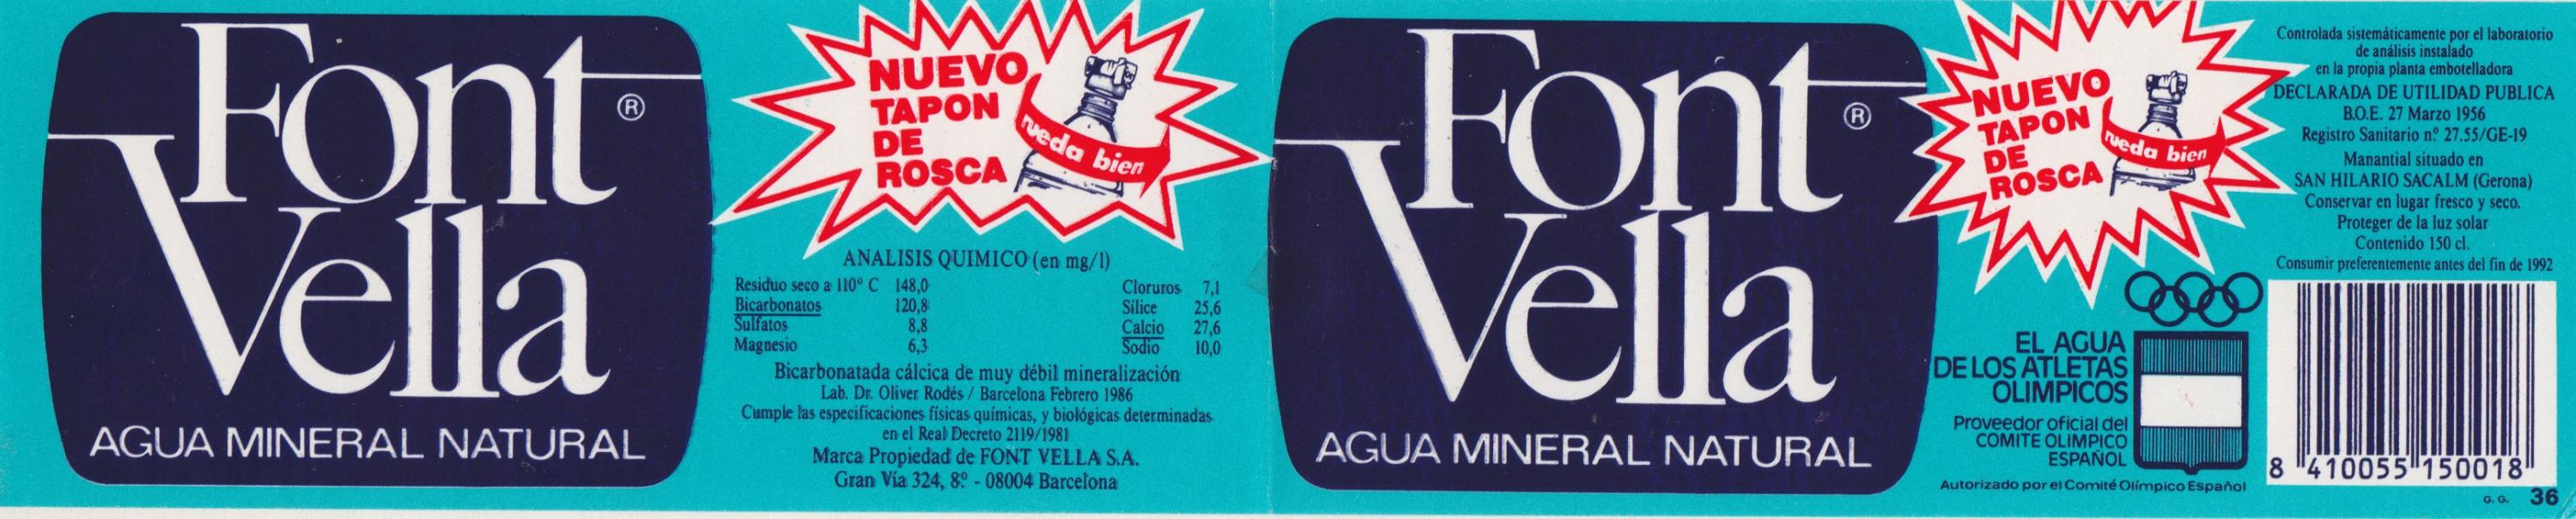 Font
Vella
®
AGUA MINERAL NATURAL
NUEVO
TAPON
DE
ROSCA
rueda bien
ANALISIS QUIMICO (en mg/l)
Residuo seco a 110º C 148,0
Bicarbonatos 120,8
Sulfatos 8,8
Magnesio 6,3
Cloruros 7,1
Sílice 25,6
Calcio 27,6
Sodio 10,0
Bicarbonatada cálcica de muy débil mineralización
Lab. Dr. Oliver Rodés / Barcelona Febrero 1986
Cumple las especificaciones físicas químicas, y biológicas determinadas
en el Real Decreto 2119/1981
Marca Propiedad de FONT VELLA S.A.
Gran Vía 324, 8º - 08004 Barcelona
Font
Vella
®
AGUA MINERAL NATURAL
NUEVO
TAPON
DE
ROSCA
rueda bien
Controlada sistemáticamente por el laboratorio
de análisis instalado
en la propia planta embotelladora
DECLARADA DE UTILIDAD PUBLICA
B.O.E. 27 Marzo 1956
Registro Sanitario nº 27.55/GE-19
Manantial situado en
SAN HILARIO SACALM (Gerona)
Conservar en lugar fresco y seco.
Proteger de la luz solar
Contenido 150 cl.
Consumir preferentemente antes del fin de 1992
EL AGUA
DE LOS ATLETAS
OLIMPICOS
Proveedor oficial del
COMITE OLIMPICO
ESPAÑOL
Autorizado por el Comité Olímpico Español
8 410055 150018
G. G. 36